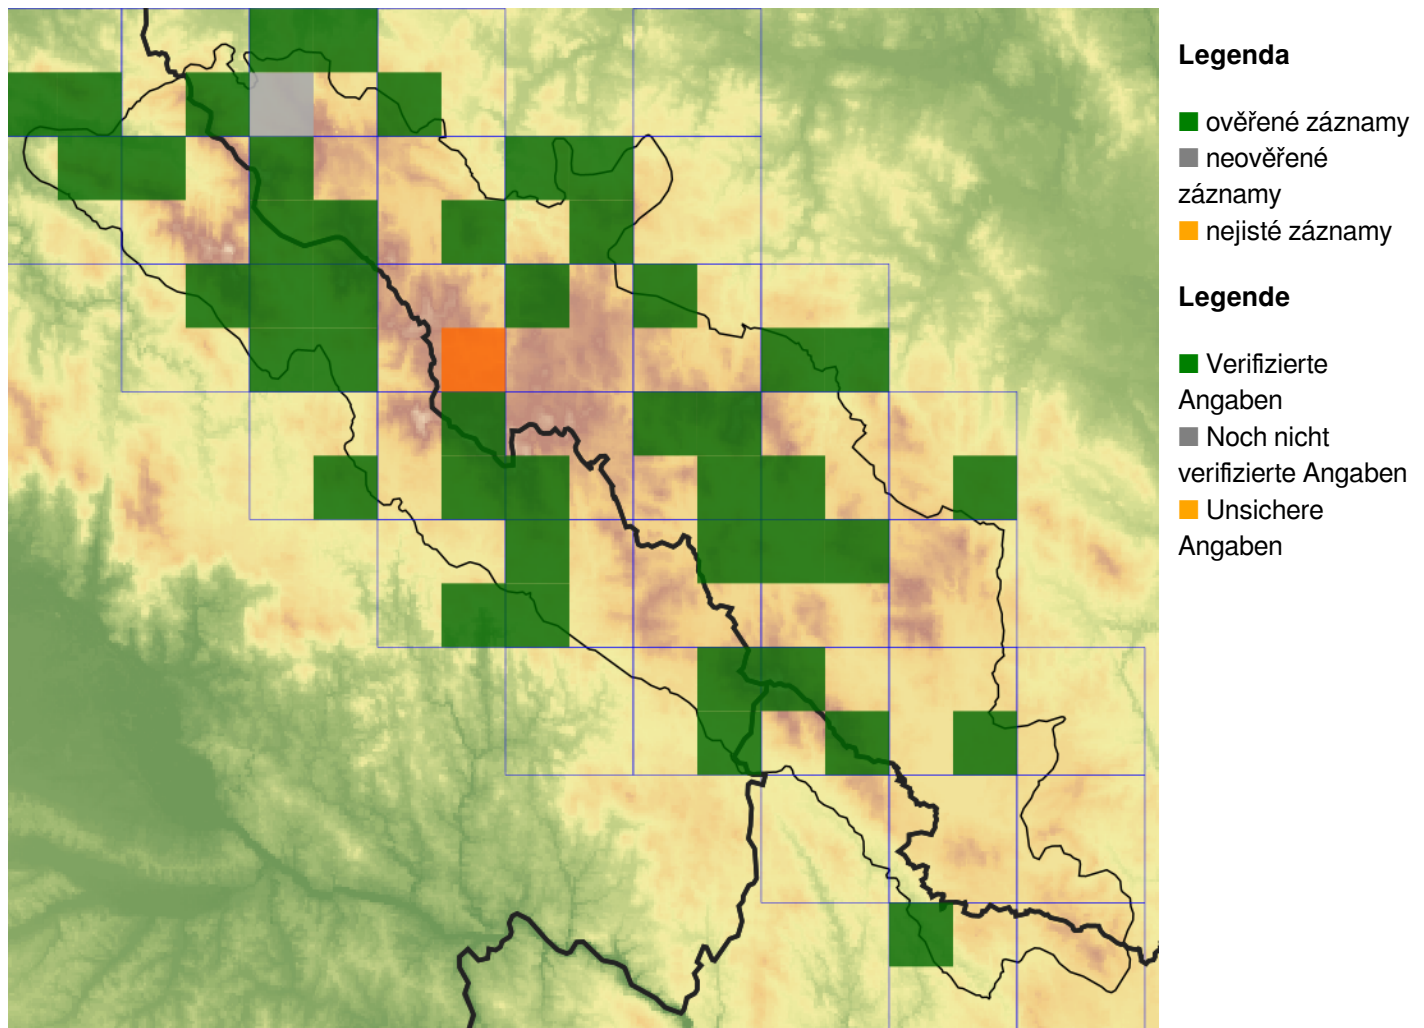 Legenda
ověřené záznamy
neověřené
záznamy
nejisté záznamy
Legende
Verifizierte
Angaben
Noch nicht
verifizierte Angaben
Unsichere
Angaben